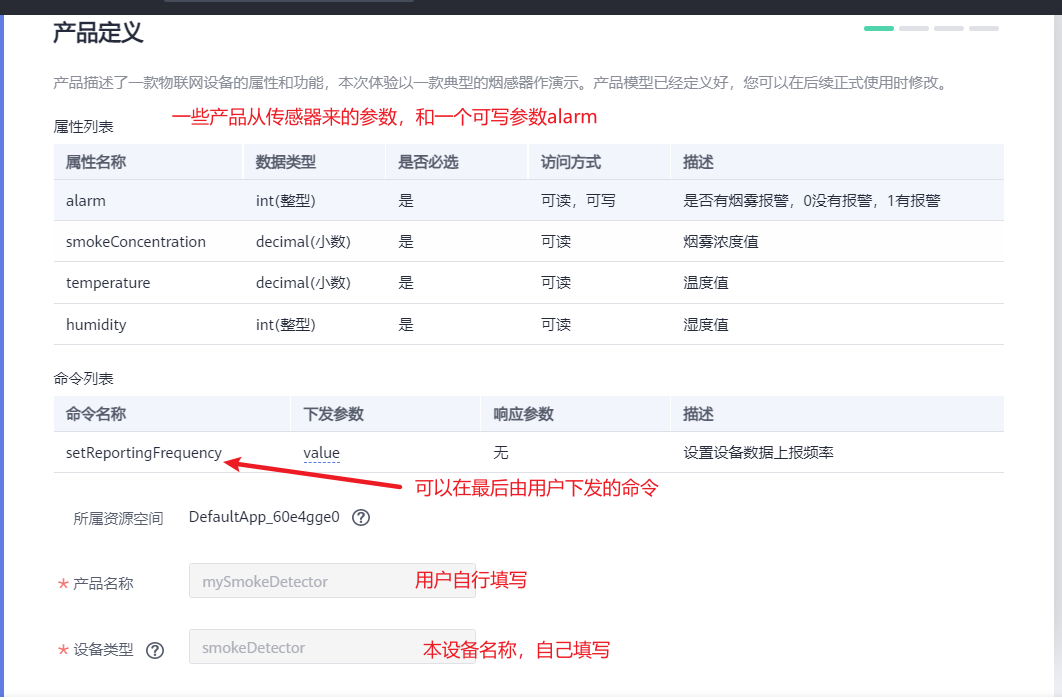 产品定义
产品描述了一款物联网设备的属性和功能，本次体验以一款典型的烟感器作演示。产品模型已经定义好，您可以在后续正式使用时修改。
一些产品从传感器来的参数，和一个可写参数alarm
属性列表
属性名称 数据类型 是否必选 访问方式 描述
alarm int(整型) 是 可读，可写 是否有烟雾报警，0没有报警，1有报警
smokeConcentration decimal(小数) 是 可读 烟雾浓度值
temperature decimal(小数) 是 可读 温度值
humidity int(整型) 是 可读 湿度值
命令列表
命令名称 下发参数 响应参数 描述
setReportingFrequency value 无 设置设备数据上报频率
可以在最后由用户下发的命令
所属资源空间 DefaultApp_60e4gge0 ?
* 产品名称 mySmokeDetector 用户自行填写
* 设备类型 ? smokeDetector 本设备名称，自己填写